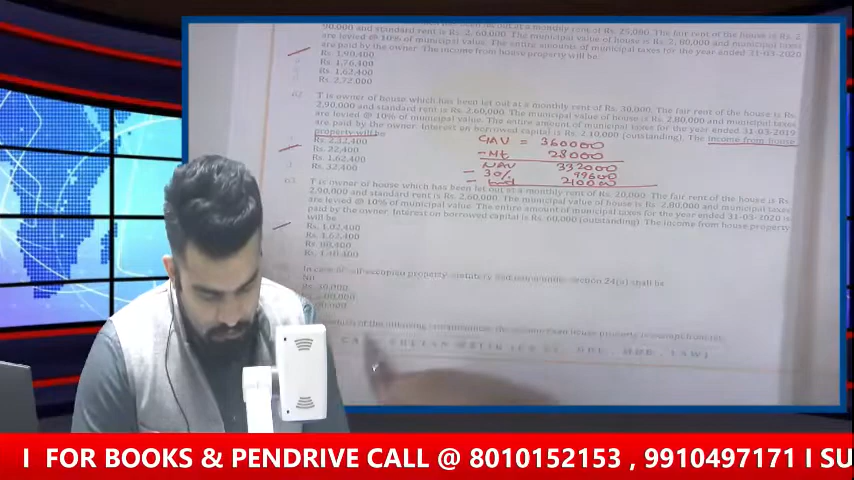 90,000 and standard rent is Rs. 2,60,000. The municipal value of house is Rs. 2,80,000 and municipal taxes
are levied @ 10% of municipal value. The entire amounts of municipal taxes for the year ended 31-03-2020
are paid by the owner. The income from house property will be:
Rs. 1,90,400
Rs. 1,76,400
Rs. 1,62,400
Rs. 2,72,000
T is owner of house which has been let out at a monthly rent of Rs. 30,000. The fair rent of the house is Rs.
2,90,000 and standard rent is Rs. 2,60,000. The municipal value of house is Rs. 2,80,000 and municipal taxes
are levied @ 10% of municipal value. The entire amount of municipal taxes for the year ended 31-03-2019
are paid by the owner. Interest on borrowed capital is Rs. 2,10,000 (outstanding). The income from house
property will be
Rs. 2,32,400
Rs. 22,400
Rs. 1,62,400
Rs. 32,400
GAV = 360000
- Mt 28000
NAV 332000
- 30% 99600
- Int 210000
T is owner of house which has been let out at a monthly rent of Rs. 20,000. The fair rent of the house is Rs.
2,90,000 and standard rent is Rs. 2,60,000. The municipal value of house is Rs. 2,80,000 and municipal taxes
are levied @ 10% of municipal value. The entire amount of municipal taxes for the year ended 31-03-2020 is
paid by the owner. Interest on borrowed capital is Rs. 60,000 (outstanding). The income from house property
will be
Rs. 1,02,400
Rs. 1,62,400
Rs. 1,40,400
In case of self occupied property, statutory deduction u/s section 24(a) shall be
Nil
Rs. 30,000
I FOR BOOKS & PENDRIVE CALL @ 8010152153 , 9910497171 I SU